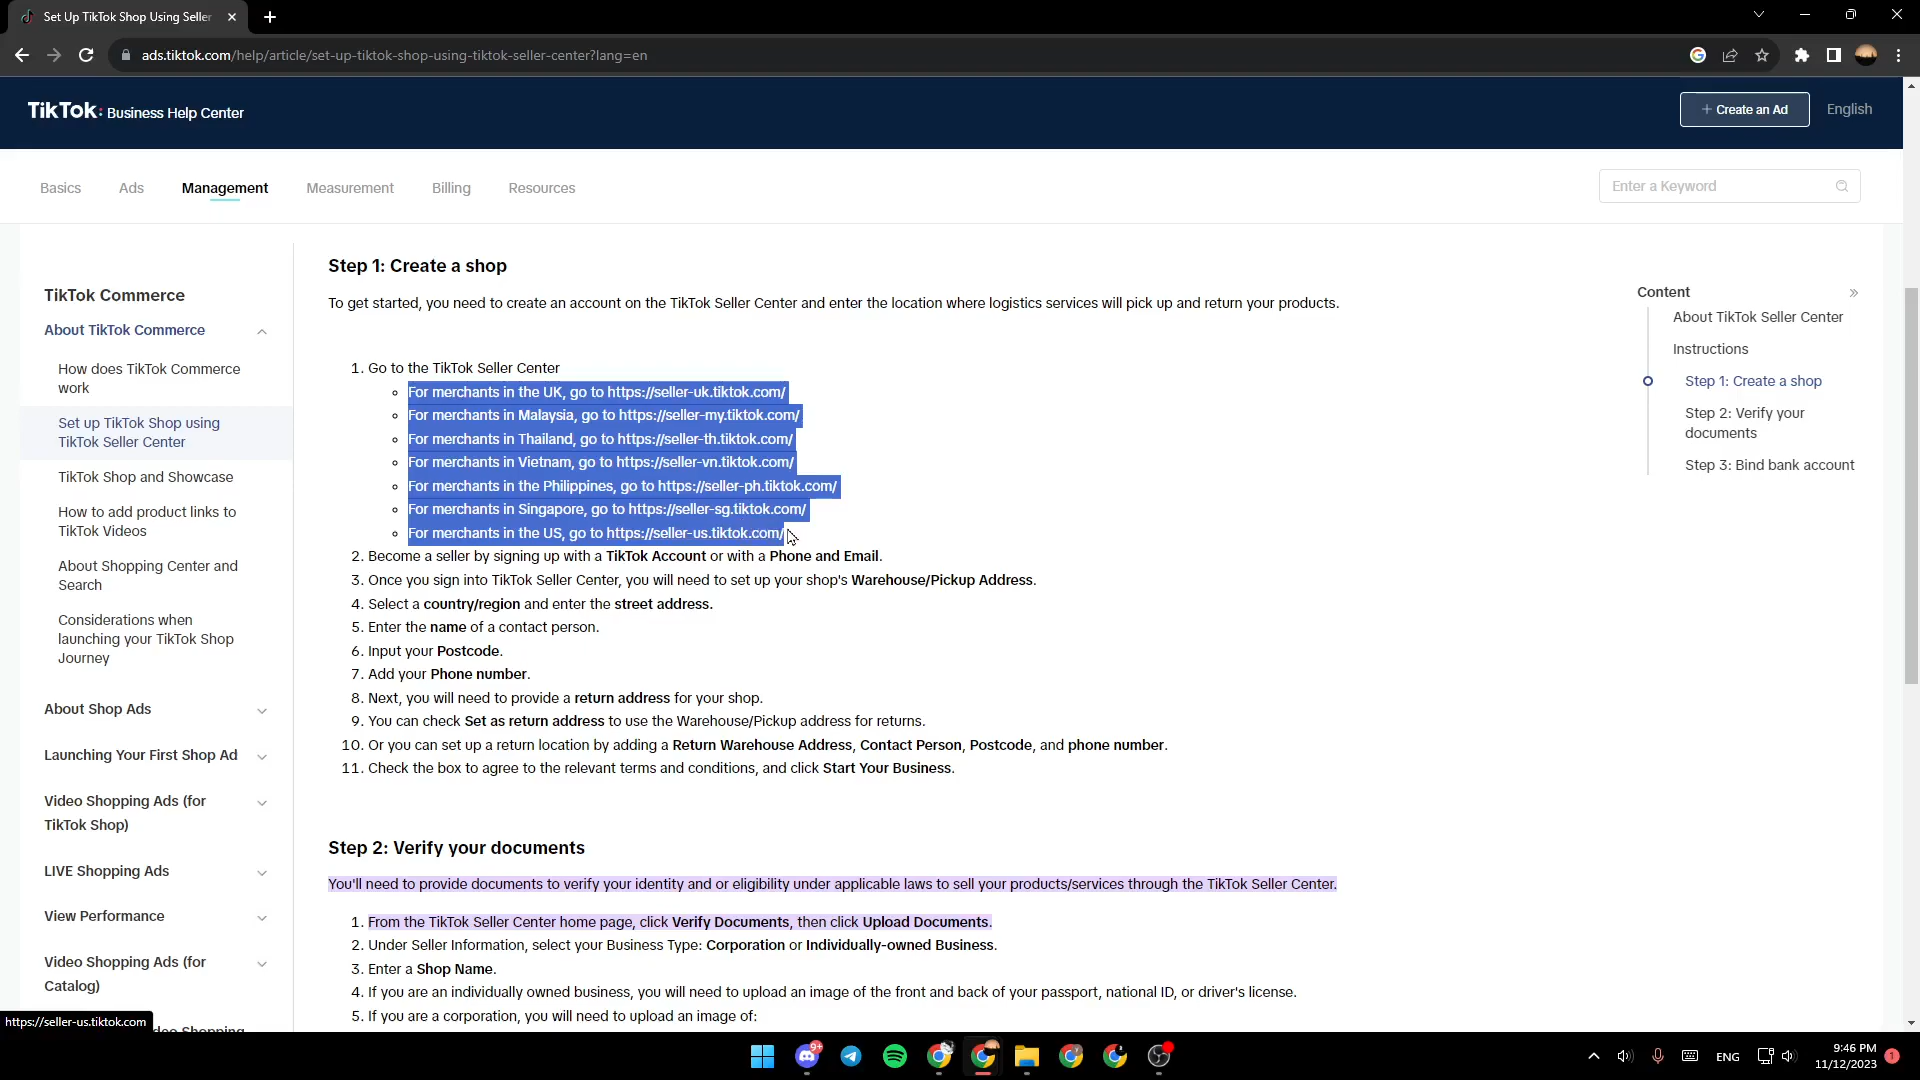 Set Up TikTok Shop Using Seller
ads.tiktok.com/help/article/set-up-tiktok-shop-using-tiktok-seller-center?lang=en
TikTok: Business Help Center
+ Create an Ad
English
Basics
Ads
Management
Measurement
Billing
Resources
Enter a Keyword
TikTok Commerce
About TikTok Commerce
How does TikTok Commerce
work
Set up TikTok Shop using
TikTok Seller Center
TikTok Shop and Showcase
How to add product links to
TikTok Videos
About Shopping Center and
Search
Considerations when
launching your TikTok Shop
Journey
About Shop Ads
Launching Your First Shop Ad
Video Shopping Ads (for
TikTok Shop)
LIVE Shopping Ads
View Performance
Video Shopping Ads (for
Catalog)
Step 1: Create a shop
To get started, you need to create an account on the TikTok Seller Center and enter the location where logistics services will pick up and return your products.
1. Go to the TikTok Seller Center
For merchants in the UK, go to https://seller-uk.tiktok.com/
For merchants in Malaysia, go to https://seller-my.tiktok.com/
For merchants in Thailand, go to https://seller-th.tiktok.com/
For merchants in Vietnam, go to https://seller-vn.tiktok.com/
For merchants in the Philippines, go to https://seller-ph.tiktok.com/
For merchants in Singapore, go to https://seller-sg.tiktok.com/
For merchants in the US, go to https://seller-us.tiktok.com/
2. Become a seller by signing up with a TikTok Account or with a Phone and Email.
3. Once you sign into TikTok Seller Center, you will need to set up your shop's Warehouse/Pickup Address.
4. Select a country/region and enter the street address.
5. Enter the name of a contact person.
6. Input your Postcode.
7. Add your Phone number.
8. Next, you will need to provide a return address for your shop.
9. You can check Set as return address to use the Warehouse/Pickup address for returns.
10. Or you can set up a return location by adding a Return Warehouse Address, Contact Person, Postcode, and phone number.
11. Check the box to agree to the relevant terms and conditions, and click Start Your Business.
Step 2: Verify your documents
You'll need to provide documents to verify your identity and or eligibility under applicable laws to sell your products/services through the TikTok Seller Center.
1. From the TikTok Seller Center home page, click Verify Documents, then click Upload Documents.
2. Under Seller Information, select your Business Type: Corporation or Individually-owned Business.
3. Enter a Shop Name.
4. If you are an individually owned business, you will need to upload an image of the front and back of your passport, national ID, or driver's license.
5. If you are a corporation, you will need to upload an image of:
Content
About TikTok Seller Center
Instructions
Step 1: Create a shop
Step 2: Verify your
documents
Step 3: Bind bank account
https://seller-us.tiktok.com
9+
ENG
9:46 PM
11/12/2023
1